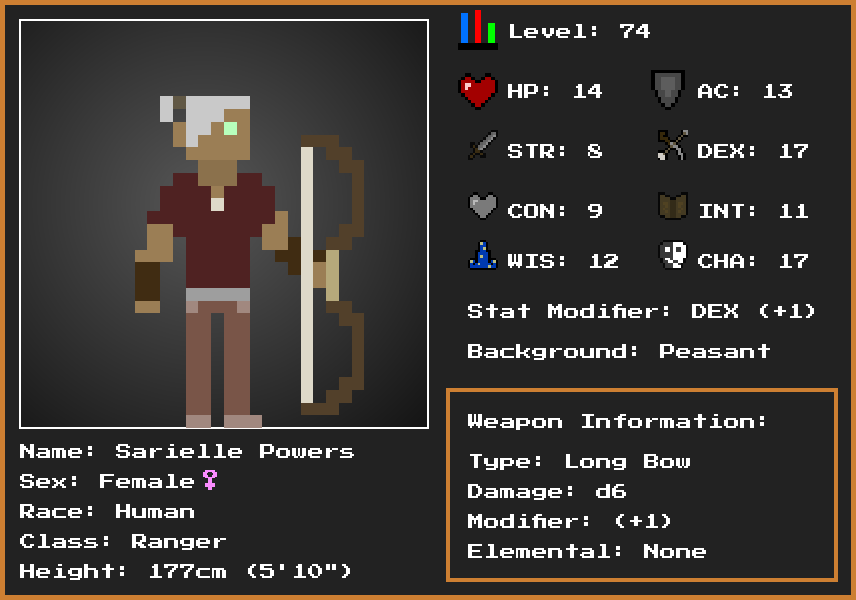 Level: 74
HP: 14
AC: 13
STR: 8
DEX: 17
CON: 9
INT: 11
WIS: 12
CHA: 17
Stat Modifier: DEX (+1)
Background: Peasant
Weapon Information:
Type: Long Bow
Damage: d6
Modifier: (+1)
Elemental: None
Name: Sarielle Powers
Sex: Female♀
Race: Human
Class: Ranger
Height: 177cm (5'10")